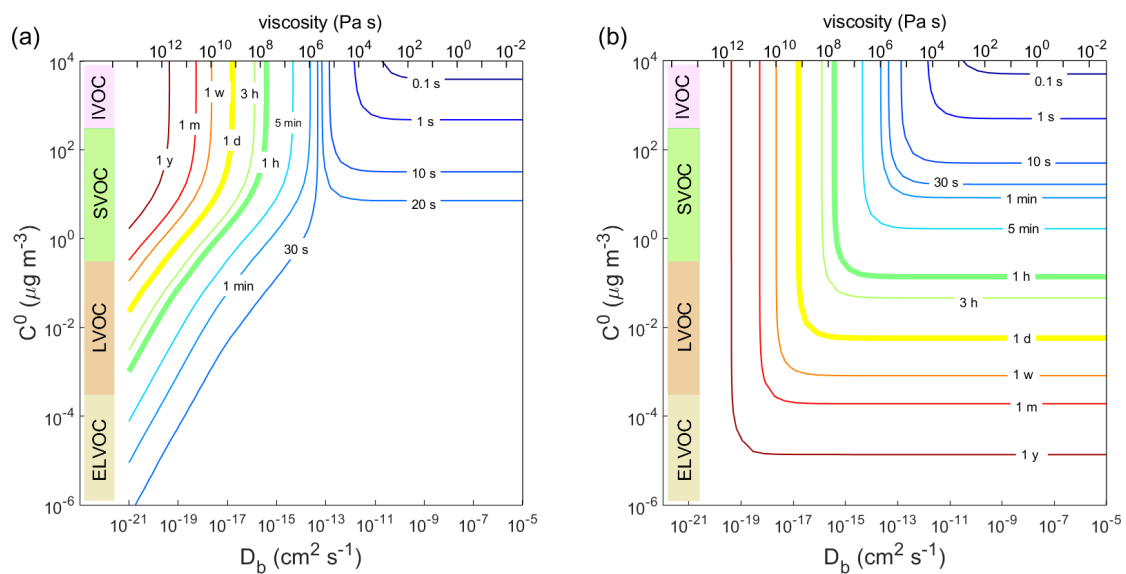 (a)
viscosity (Pa s)
10^12 10^10 10^8 10^6 10^4 10^2 10^0 10^-2
10^4
10^2
10^0
10^-2
10^-4
10^-6
C^0 (μg m^-3)
IVOC
SVOC
LVOC
ELVOC
1 y
1 m
1 w
1 d
3 h
1 h
5 min
1 min
30 s
0.1 s
1 s
10 s
20 s
10^-21 10^-19 10^-17 10^-15 10^-13 10^-11 10^-9 10^-7 10^-5
D_b (cm^2 s^-1)
(b)
viscosity (Pa s)
10^12 10^10 10^8 10^6 10^4 10^2 10^0 10^-2
10^4
10^2
10^0
10^-2
10^-4
10^-6
C^0 (μg m^-3)
IVOC
SVOC
LVOC
ELVOC
0.1 s
1 s
10 s
30 s
1 min
5 min
1 h
3 h
1 d
1 w
1 m
1 y
10^-21 10^-19 10^-17 10^-15 10^-13 10^-11 10^-9 10^-7 10^-5
D_b (cm^2 s^-1)